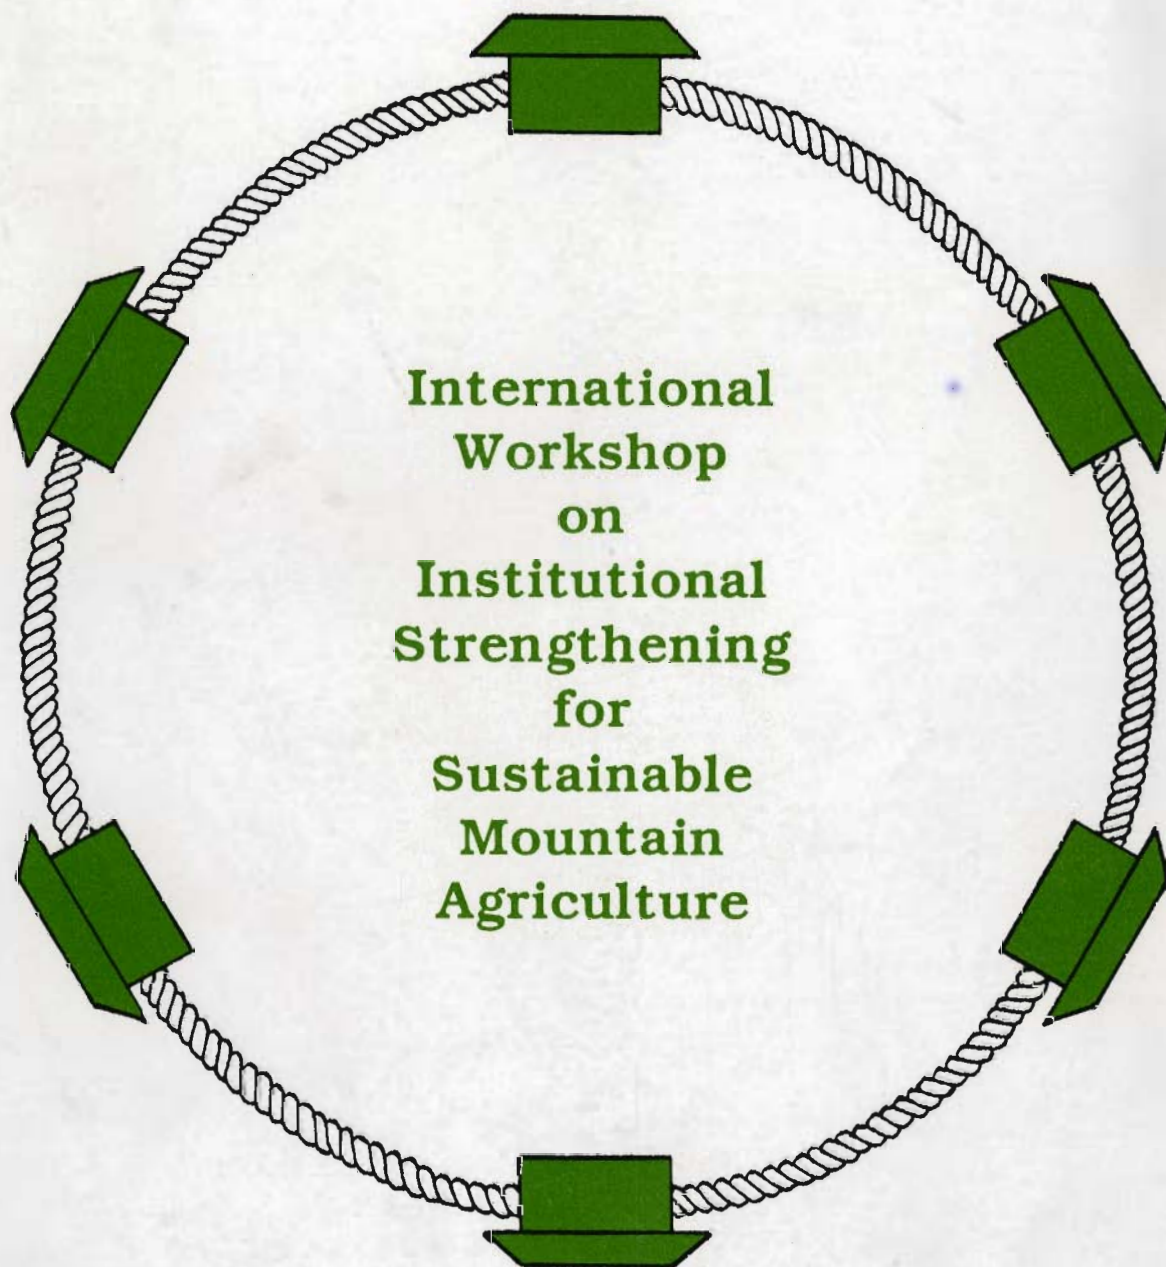 International
Workshop
on
Institutional
Strengthening
for
Sustainable
Mountain
Agriculture